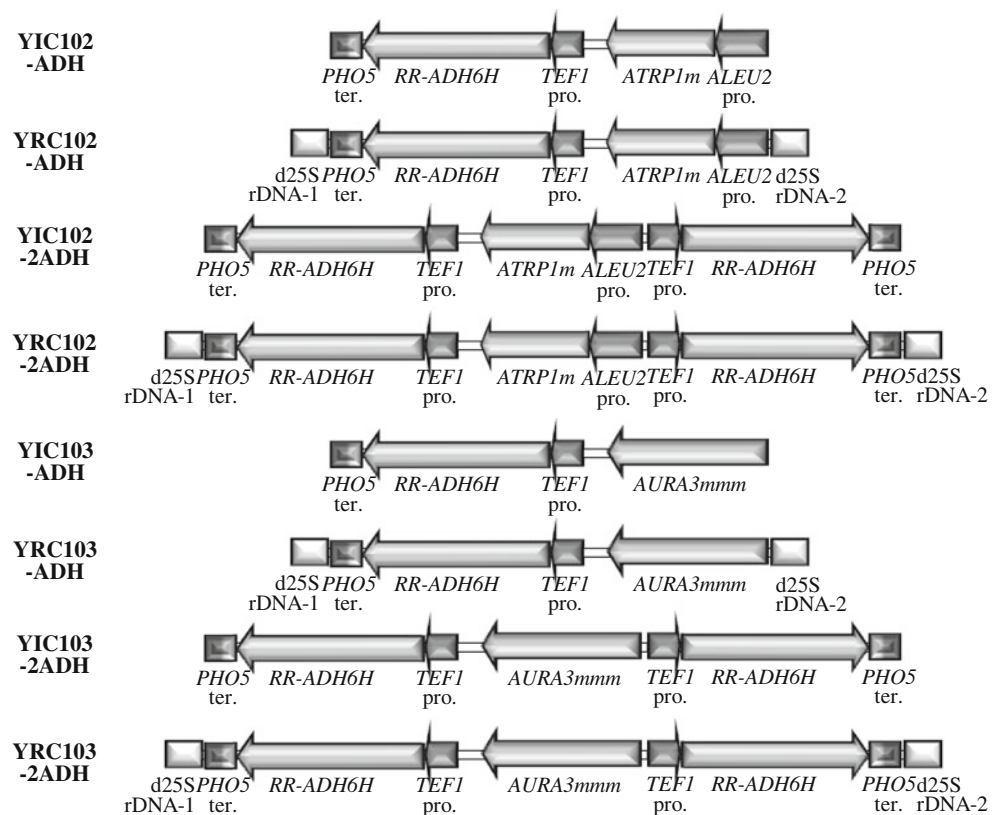 YIC102
-ADH
PHO5 RR-ADH6H TEF1 ATRP1m ALEU2
ter. pro. pro.
YRC102
-ADH
d25S PHO5 RR-ADH6H TEF1 ATRP1m ALEU2 d25S
rDNA-1 ter. pro. pro. rDNA-2
YIC102
-2ADH
PHO5 RR-ADH6H TEF1 ATRP1m ALEU2 TEF1 RR-ADH6H PHO5
ter. pro. pro. pro. ter.
YRC102
-2ADH
d25S PHO5 RR-ADH6H TEF1 ATRP1m ALEU2 TEF1 RR-ADH6H PHO5 d25S
rDNA-1 ter. pro. pro. pro. ter. rDNA-2
YIC103
-ADH
PHO5 RR-ADH6H TEF1 AURA3mmm
ter. pro.
YRC103
-ADH
d25S PHO5 RR-ADH6H TEF1 AURA3mmm d25S
rDNA-1 ter. pro. rDNA-2
YIC103
-2ADH
PHO5 RR-ADH6H TEF1 AURA3mmm TEF1 RR-ADH6H PHO5
ter. pro. pro. ter.
YRC103
-2ADH
d25S PHO5 RR-ADH6H TEF1 AURA3mmm TEF1 RR-ADH6H PHO5 d25S
rDNA-1 ter. pro. pro. ter. rDNA-2